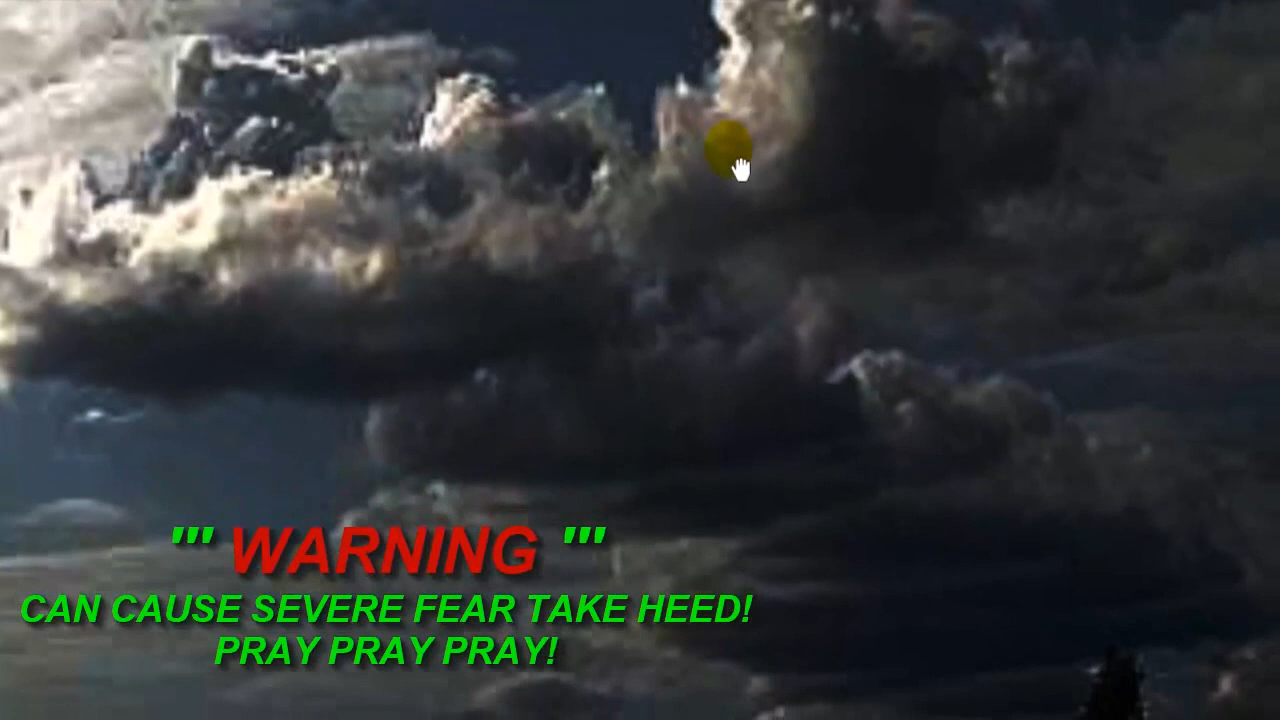 ''' WARNING '''
CAN CAUSE SEVERE FEAR TAKE HEED!
PRAY PRAY PRAY!